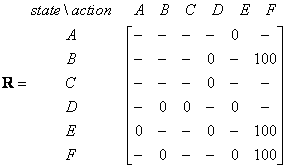 state \ action A B C D E F
A – – – – 0 –
B – – – 0 – 100
R = C – – – 0 – –
D – 0 0 – 0 –
E 0 – – 0 – 100
F – 0 – – 0 100